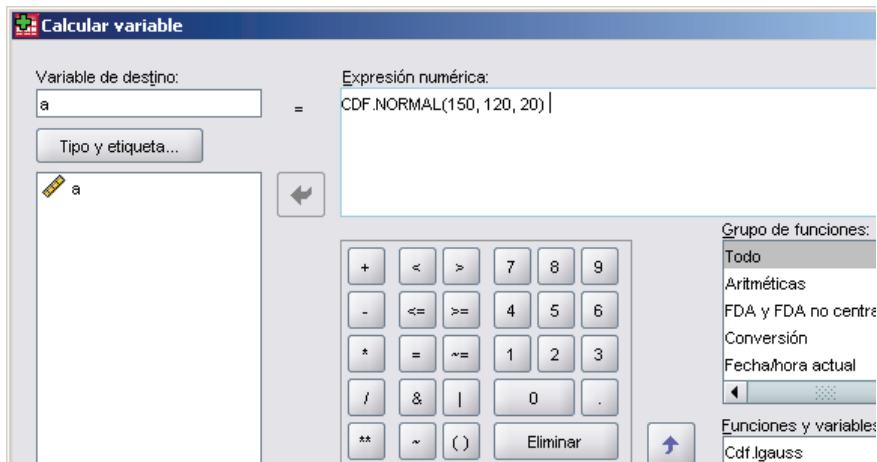 Calcular variable
Variable de destino:
Expresión numérica:
a
=
CDF.NORMAL(150, 120, 20)
Tipo y etiqueta...
a
+ < > 7 8 9
- <= >= 4 5 6
* = ~= 1 2 3
/ & | 0 .
** ~ () Eliminar
Grupo de funciones:
Todo
Aritméticas
FDA y FDA no centra
Conversión
Fecha/hora actual
Funciones y variables
Cdf.Igauss